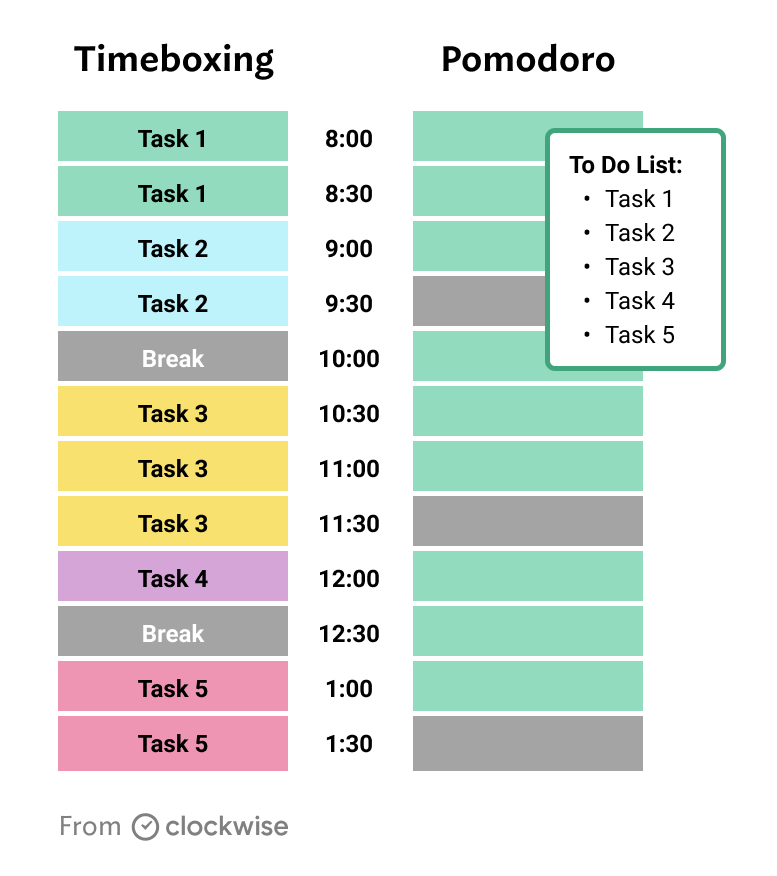 Timeboxing Pomodoro
Task 1 8:00
Task 1 8:30
Task 2 9:00
Task 2 9:30
Break 10:00
Task 3 10:30
Task 3 11:00
Task 3 11:30
Task 4 12:00
Break 12:30
Task 5 1:00
Task 5 1:30
To Do List:
• Task 1
• Task 2
• Task 3
• Task 4
• Task 5
From clockwise